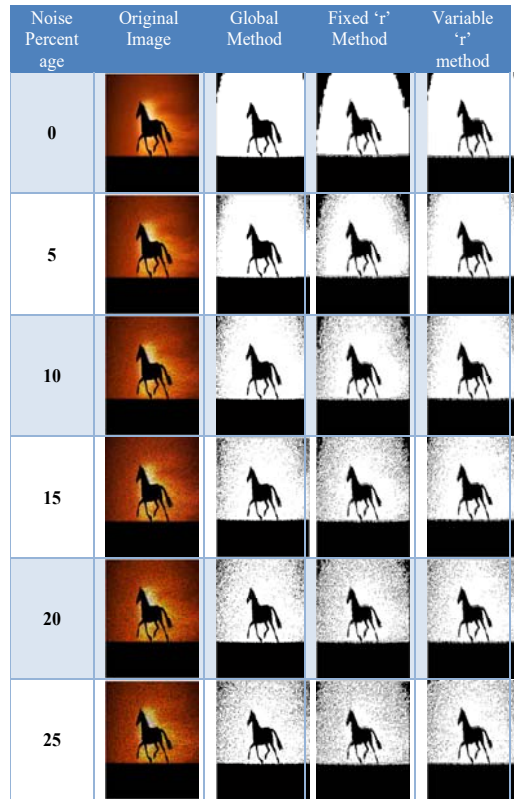 Noise
Percent
age
Original
Image
Global
Method
Fixed ‘r’
Method
Variable
‘r’
method
0
5
10
15
20
25